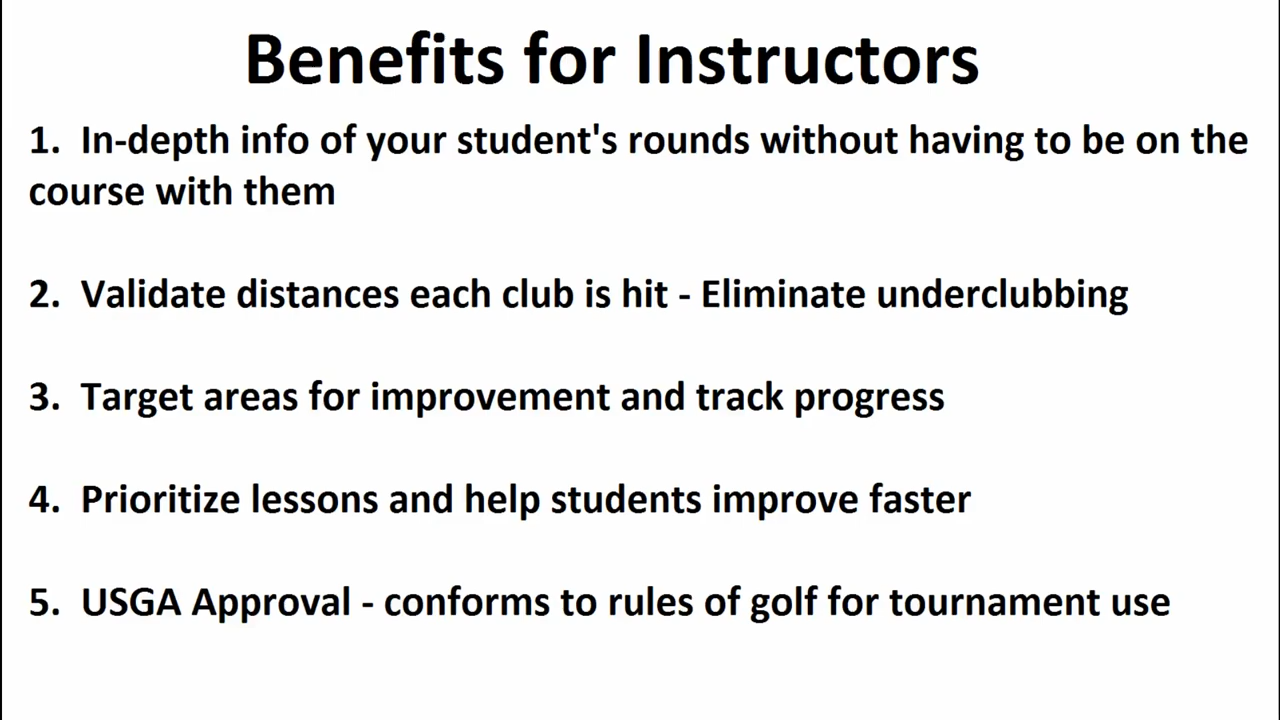 Benefits for Instructors
1. In-depth info of your student's rounds without having to be on the
course with them
2. Validate distances each club is hit - Eliminate underclubbing
3. Target areas for improvement and track progress
4. Prioritize lessons and help students improve faster
5. USGA Approval - conforms to rules of golf for tournament use